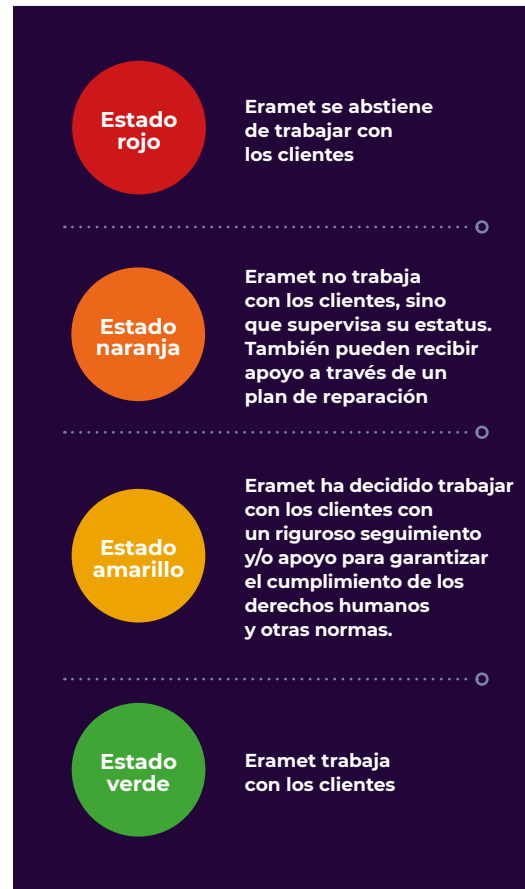 Estado
rojo
Eramet se abstiene
de trabajar con
los clientes
Estado
naranja
Eramet no trabaja
con los clientes, sino
que supervisa su estatus.
También pueden recibir
apoyo a través de un
plan de reparación
Estado
amarillo
Eramet ha decidido trabajar
con los clientes con
un riguroso seguimiento
y/o apoyo para garantizar
el cumplimiento de los
derechos humanos
y otras normas.
Estado
verde
Eramet trabaja
con los clientes